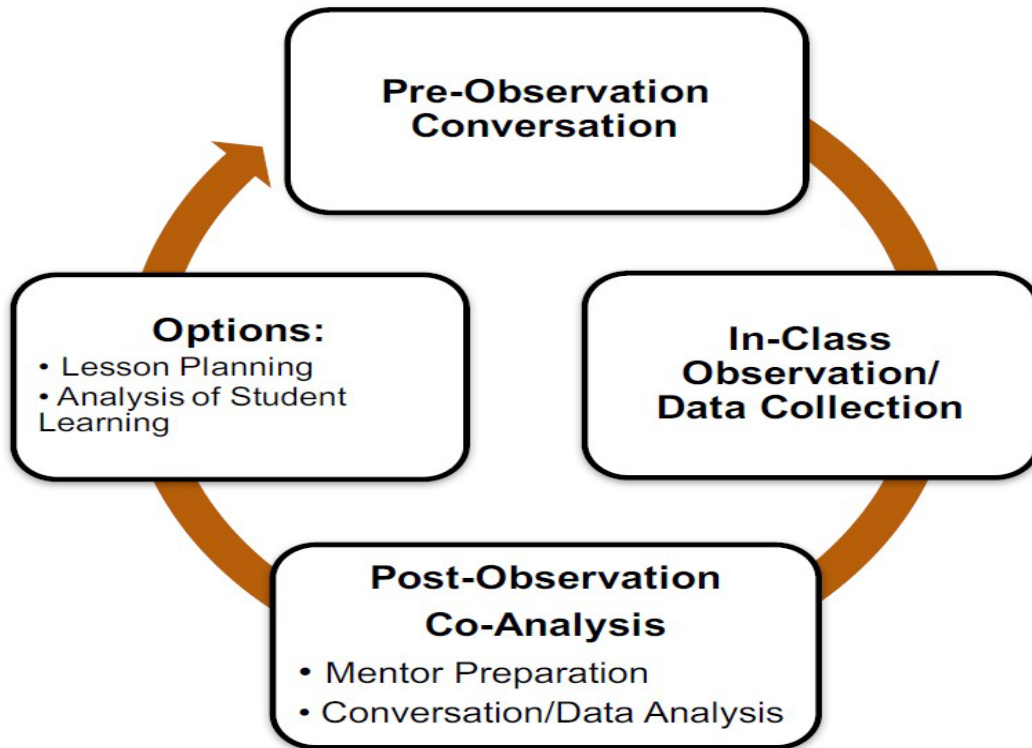 Pre-Observation
Conversation
In-Class
Observation/
Data Collection
Post-Observation
Co-Analysis
• Mentor Preparation
• Conversation/Data Analysis
Options:
• Lesson Planning
• Analysis of Student
Learning